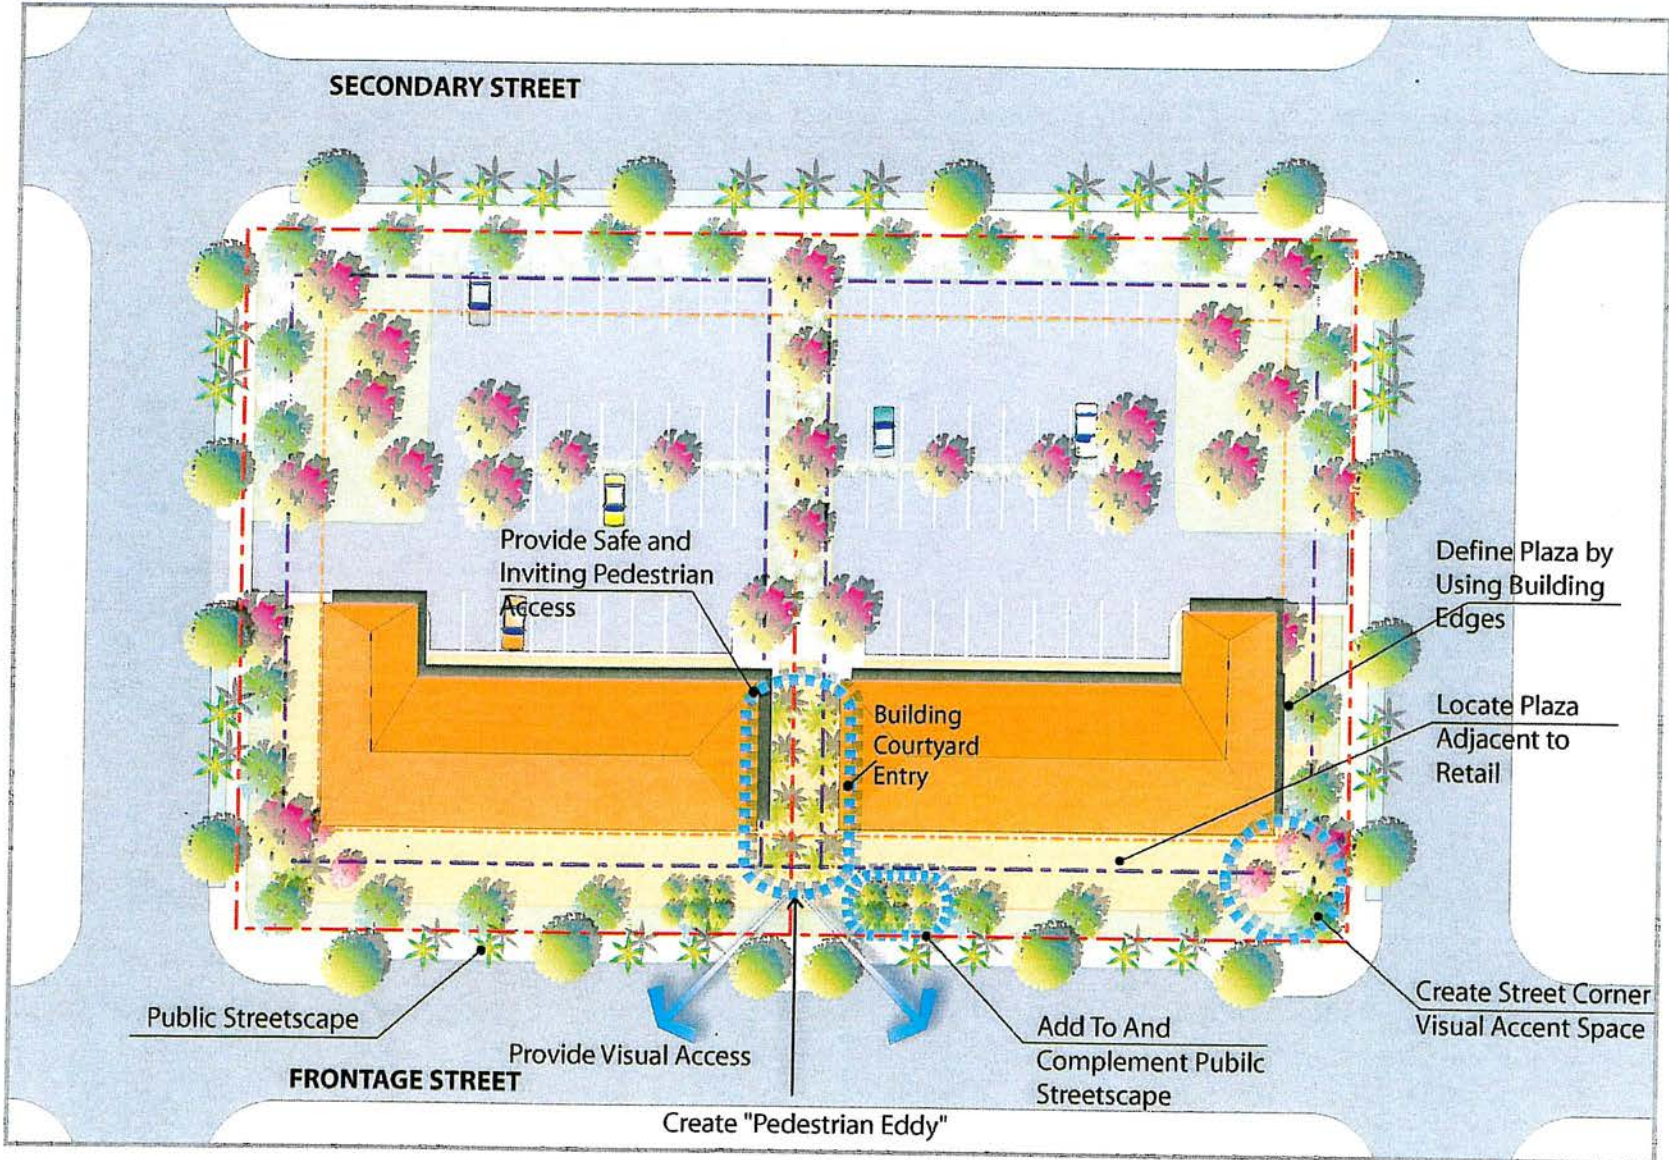 SECONDARY STREET
Provide Safe and
Inviting Pedestrian
Access
Building
Courtyard
Entry
Define Plaza by
Using Building
Edges
Locate Plaza
Adjacent to
Retail
Create Street Corner
Visual Accent Space
Public Streetscape
Provide Visual Access
Add To And
Complement Pubilc
Streetscape
FRONTAGE STREET
Create "Pedestrian Eddy"